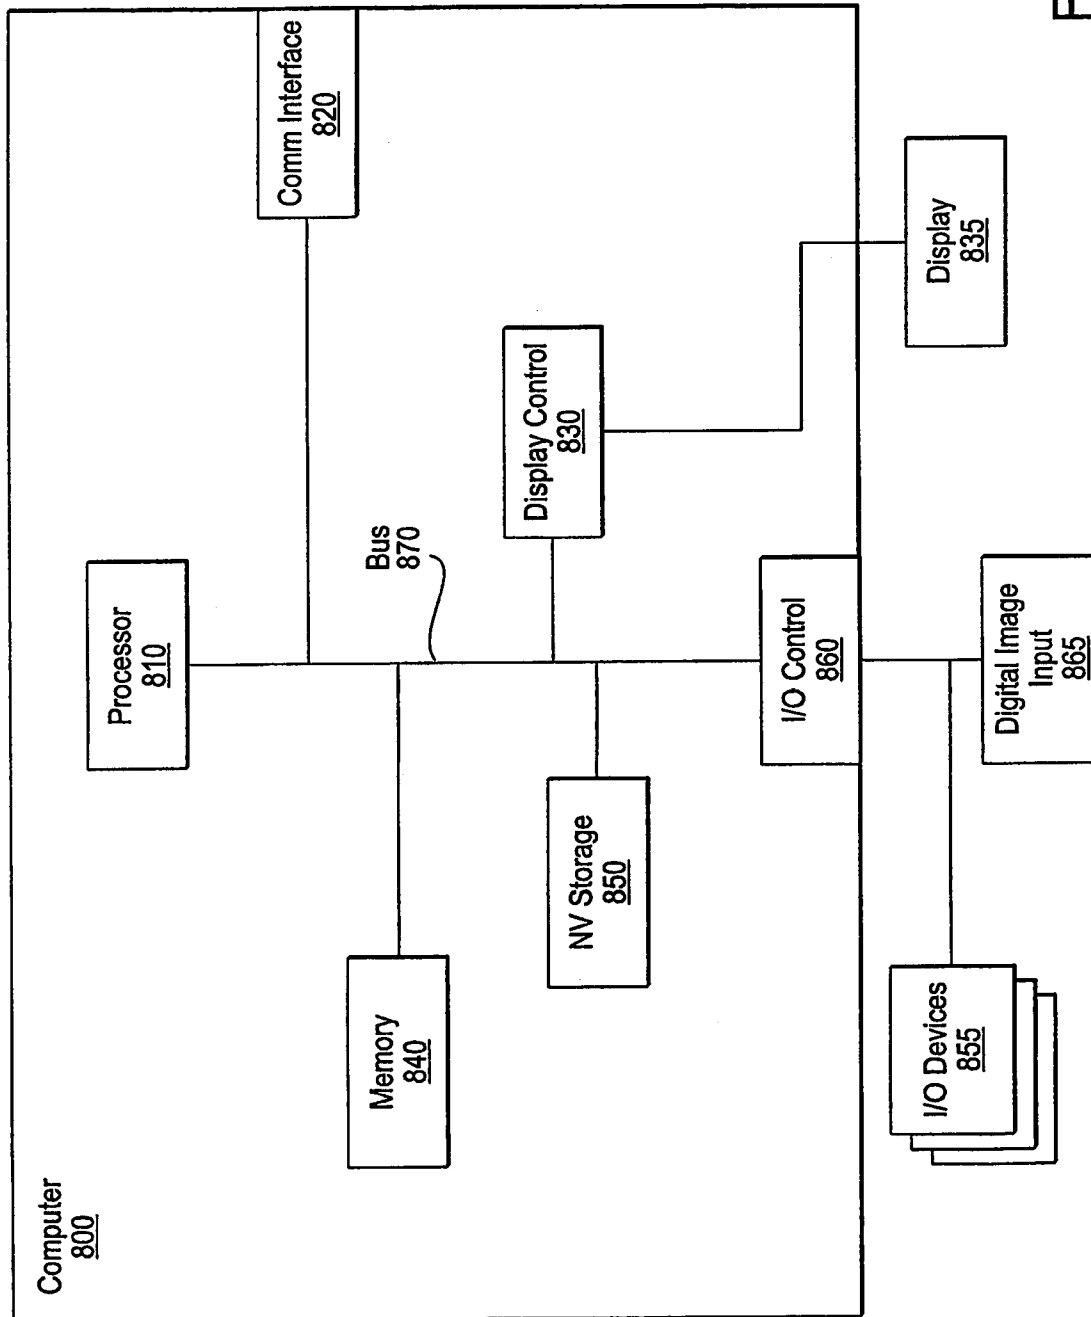 Computer
800
Processor
810
Comm Interface
820
Memory
840
Bus
870
NV Storage
850
Display Control
830
I/O Control
860
I/O Devices
855
Digital Image
Input
865
Display
835